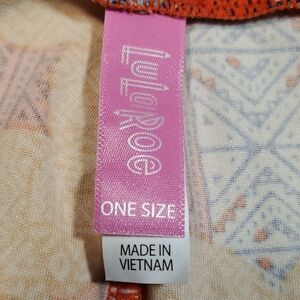 LuLaRoe
ONE SIZE
MADE IN
VIETNAM